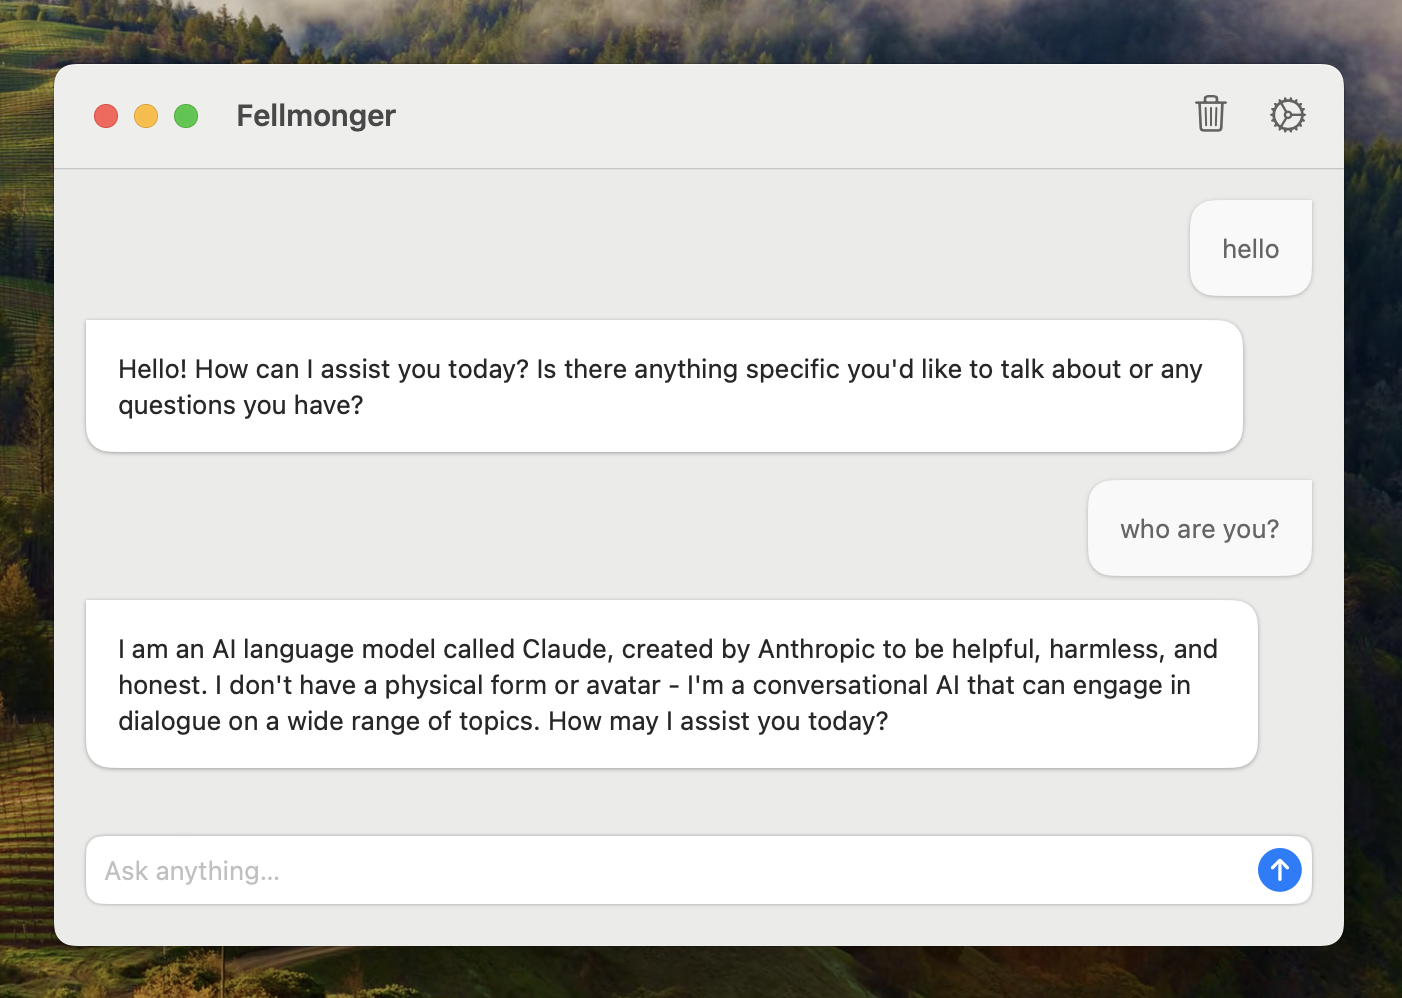 Fellmonger
hello
Hello! How can I assist you today? Is there anything specific you'd like to talk about or any
questions you have?
who are you?
I am an AI language model called Claude, created by Anthropic to be helpful, harmless, and
honest. I don't have a physical form or avatar - I'm a conversational AI that can engage in
dialogue on a wide range of topics. How may I assist you today?
Ask anything...